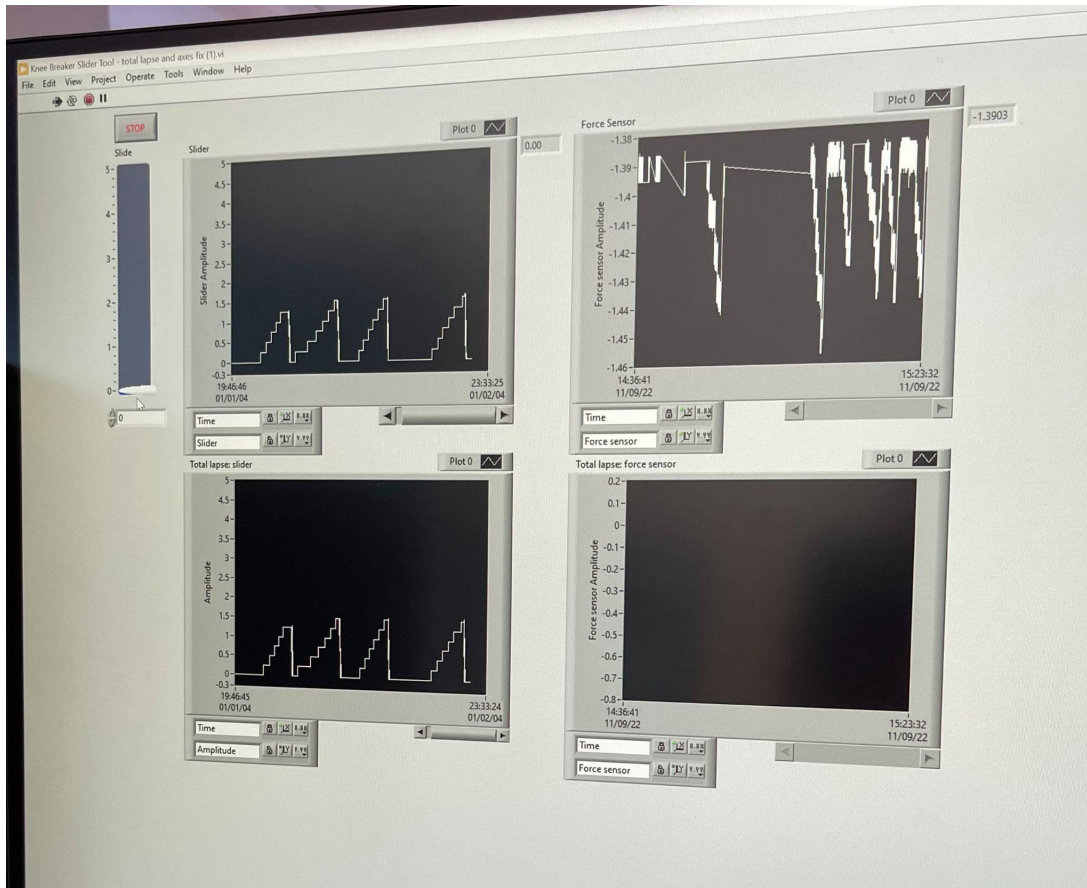 Knee Breaker Slider Tool - total lapse and axes fix (1).vi
File Edit View Project Operate Tools Window Help
STOP
Slide
5
4
3
2
1
0
0
Slider
Plot 0
0.00
5
4.5
4
3.5
3
2.5
2
1.5
1
0.5
0
-0.3
Slider Amplitude
19:46:46
01/01/04
23:33:25
01/02/04
Time
Slider
Force Sensor
Plot 0
-1.3903
-1.38
-1.39
-1.4
-1.41
-1.42
-1.43
-1.44
-1.45
-1.46
Force sensor Amplitude
14:36:41
11/09/22
15:23:32
11/09/22
Time
Force sensor
Total lapse: slider
Plot 0
5
4.5
4
3.5
3
2.5
2
1.5
1
0.5
0
-0.3
Amplitude
19:46:45
01/01/04
23:33:24
01/02/04
Time
Amplitude
Total lapse: force sensor
Plot 0
0.2
0.1
0
-0.1
-0.2
-0.3
-0.4
-0.5
-0.6
-0.7
-0.8
Force sensor Amplitude
14:36:41
11/09/22
15:23:32
11/09/22
Time
Force sensor